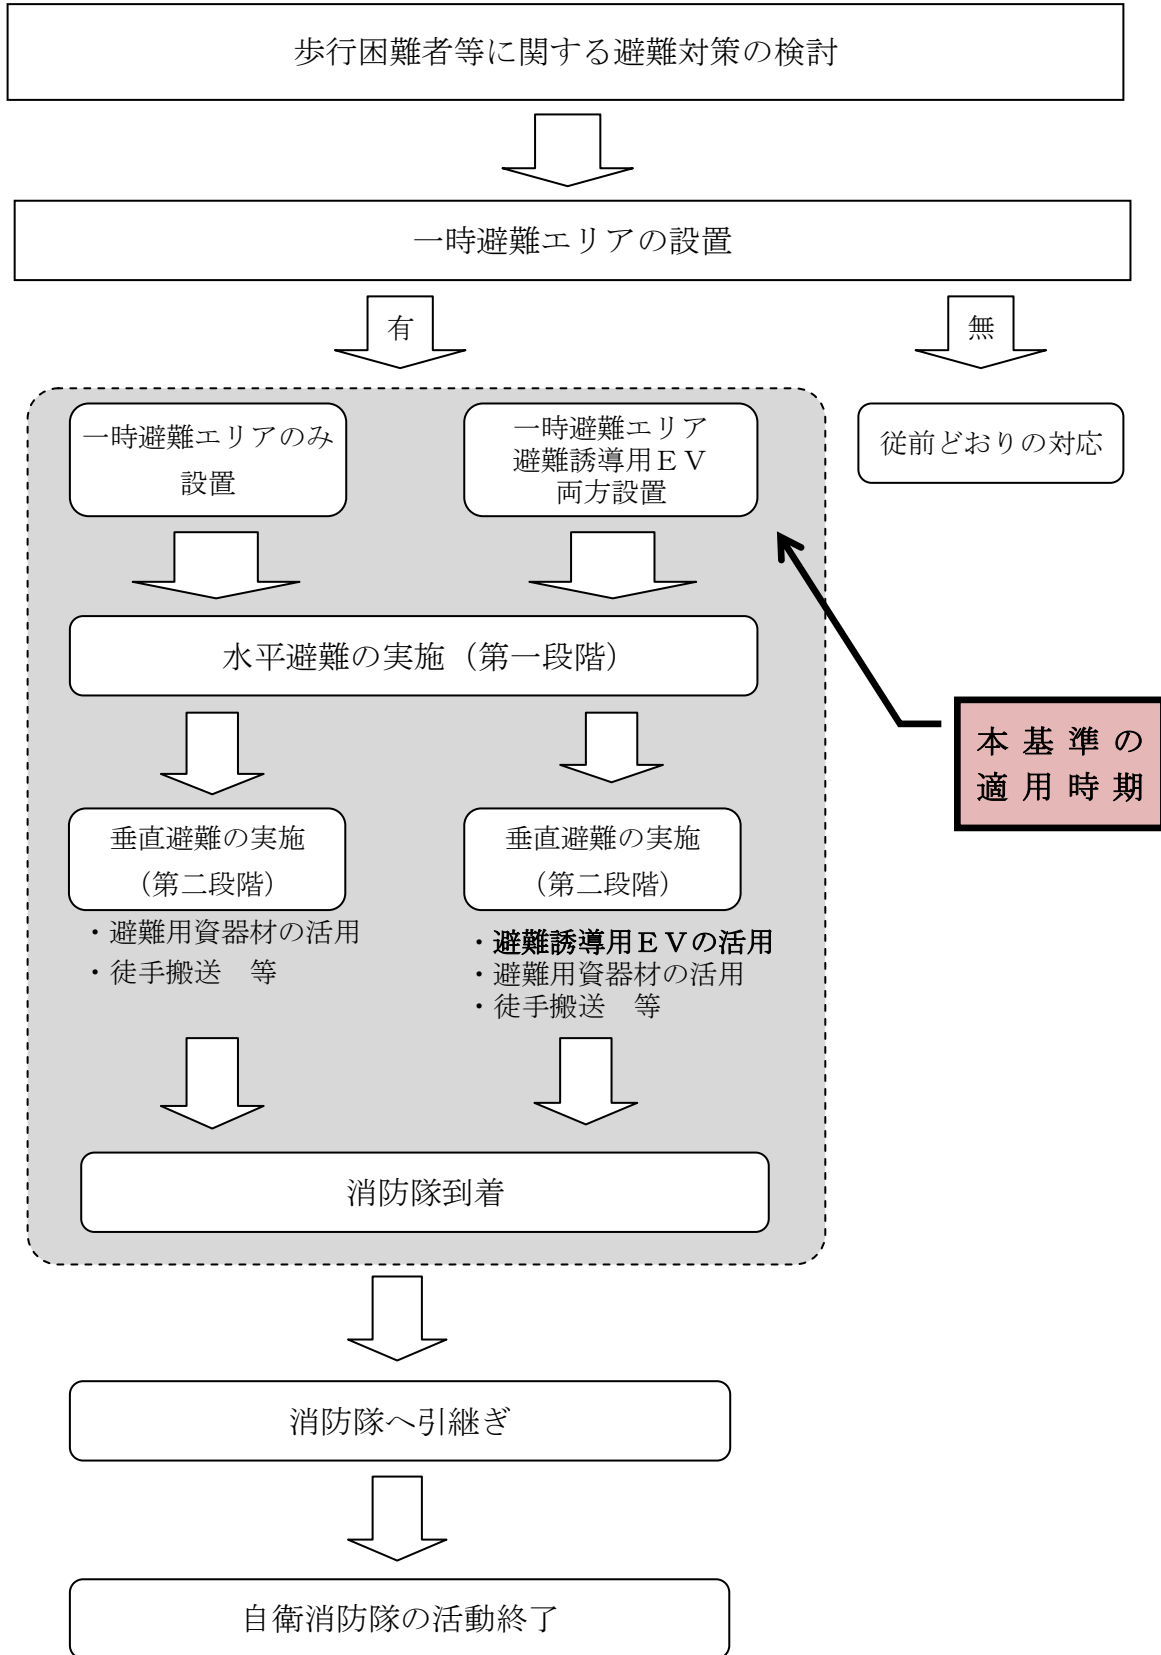 歩行困難者等に関する避難対策の検討
一時避難エリアの設置
有
無
一時避難エリアのみ
設置
一時避難エリア
避難誘導用ＥＶ
両方設置
従前どおりの対応
水平避難の実施（第一段階）
本基準の
適用時期
垂直避難の実施
（第二段階）
・避難用資器材の活用
・徒手搬送　等
垂直避難の実施
（第二段階）
・避難誘導用ＥＶの活用
・避難用資器材の活用
・徒手搬送　等
消防隊到着
消防隊へ引継ぎ
自衛消防隊の活動終了